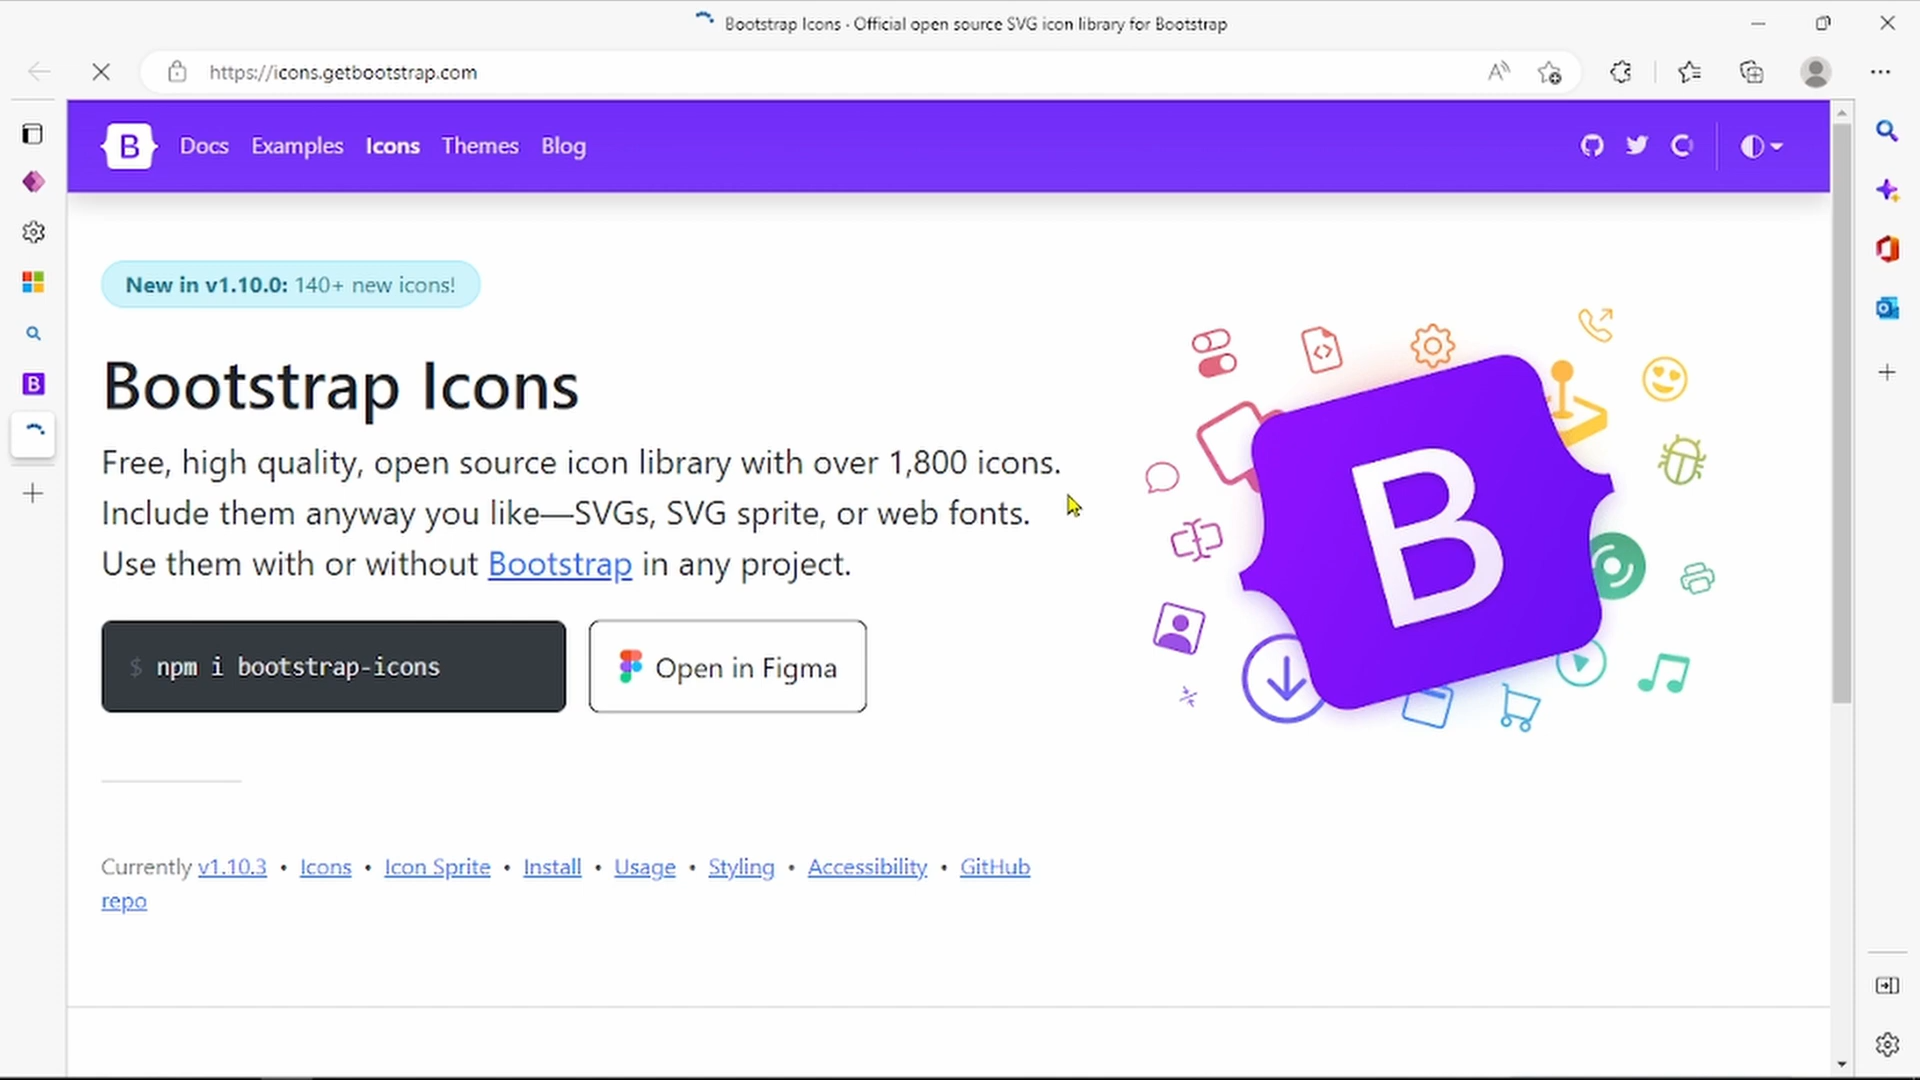 Bootstrap Icons · Official open source SVG icon library for Bootstrap
https://icons.getbootstrap.com
B Docs Examples Icons Themes Blog
New in v1.10.0: 140+ new icons!
Bootstrap Icons
Free, high quality, open source icon library with over 1,800 icons.
Include them anyway you like—SVGs, SVG sprite, or web fonts.
Use them with or without Bootstrap in any project.
$ npm i bootstrap-icons
Open in Figma
B
Currently v1.10.3 • Icons • Icon Sprite • Install • Usage • Styling • Accessibility • GitHub
repo